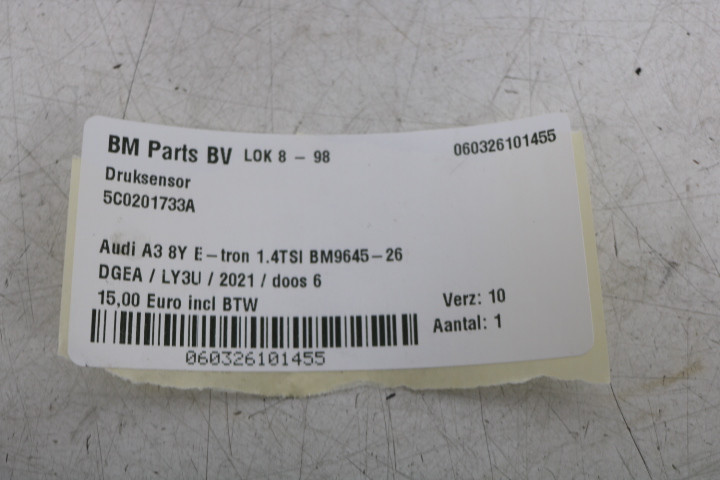 BM Parts BV LOK 8 - 98 060326101455
Druksensor
5C0201733A
Audi A3 8Y E-tron 1.4TSI BM9645-26
DGEA / LY3U / 2021 / doos 6
15,00 Euro incl BTW Verz: 10
Aantal: 1
060326101455